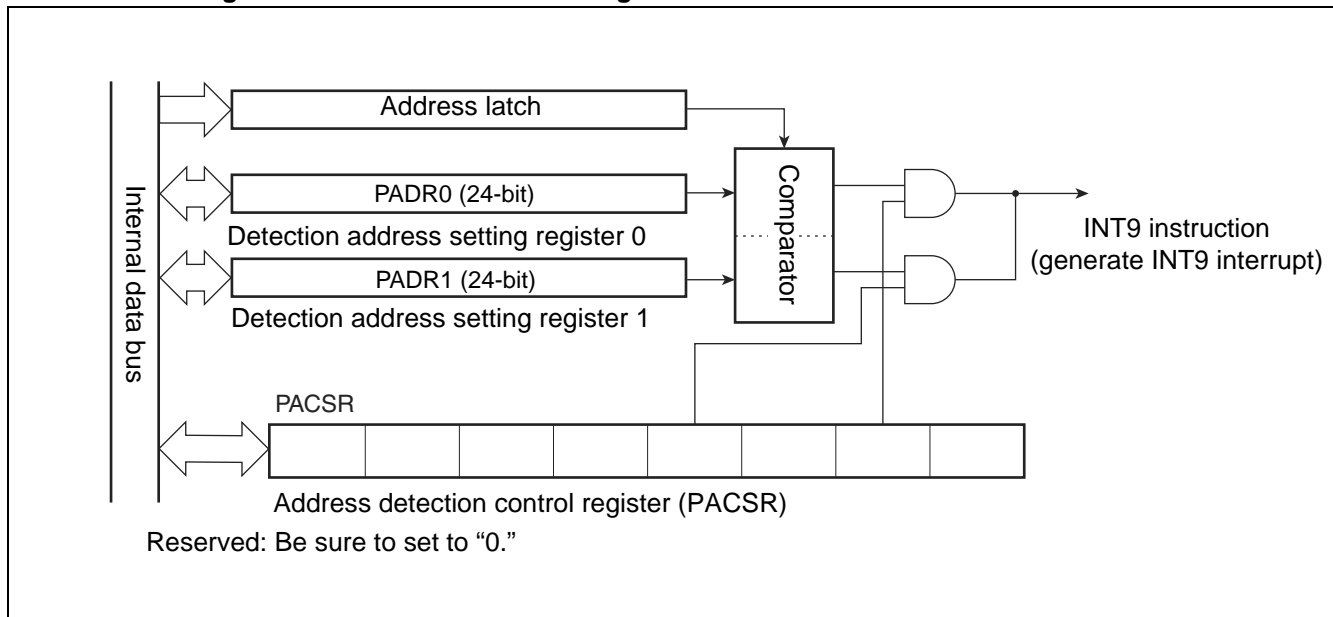 Internal data bus
Address latch
PADR0 (24-bit)
Detection address setting register 0
PADR1 (24-bit)
Detection address setting register 1
Comparator
INT9 instruction
(generate INT9 interrupt)
PACSR
Address detection control register (PACSR)
Reserved: Be sure to set to “0.”